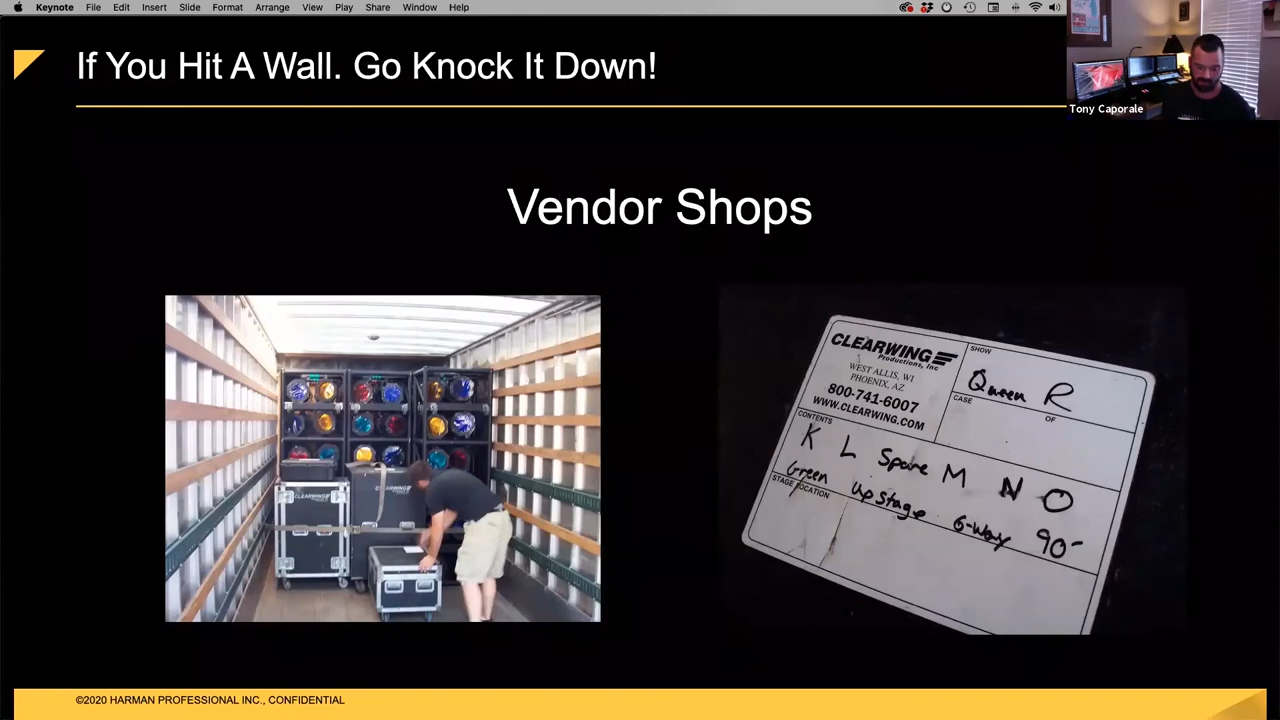 Keynote File Edit Insert Slide Format Arrange View Play Share Window Help
If You Hit A Wall. Go Knock It Down!
Tony Caporale
Vendor Shops
CLEARWING
CLEARWING
CLEARWING
Productions, Inc
WEST ALLIS, WI
PHOENIX, AZ
800-741-6007
WWW.CLEARWING.COM
SHOW
Queen R
CASE OF
CONTENTS
K L Spare M N O
Green Upstage 6-way 90-
STAGE LOCATION
©2020 HARMAN PROFESSIONAL INC., CONFIDENTIAL